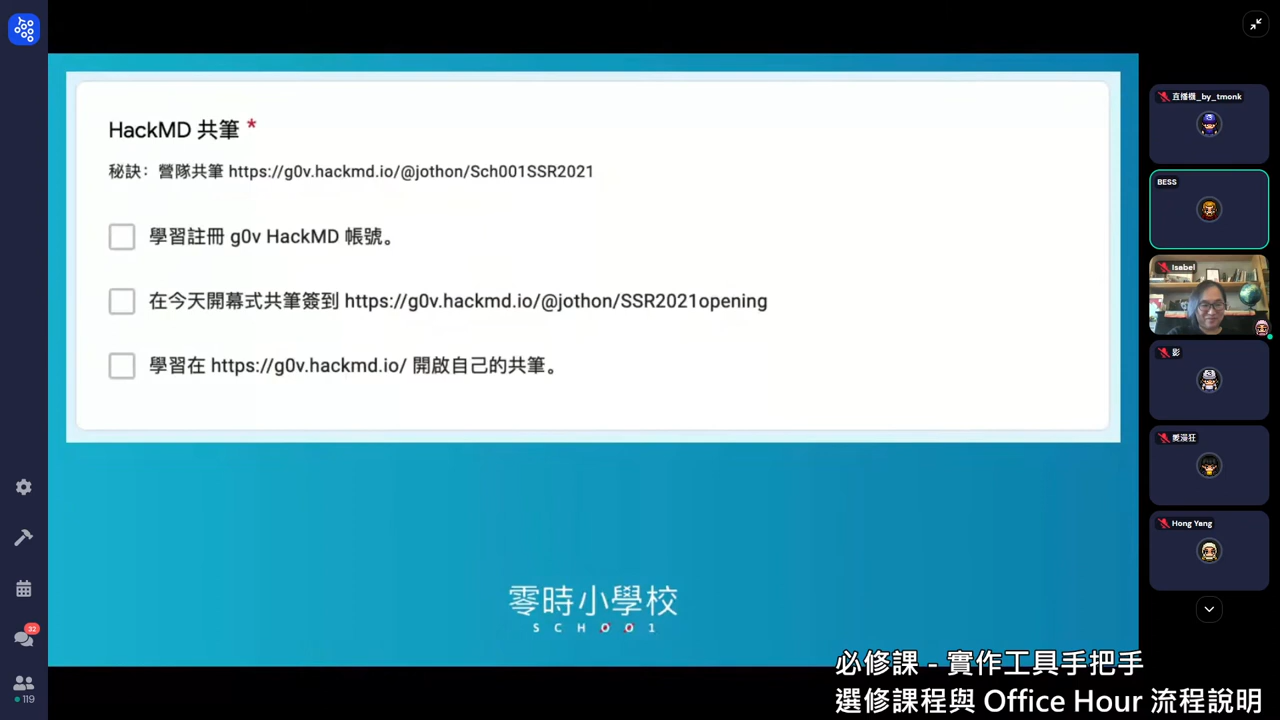 HackMD 共筆 *
秘訣：營隊共筆 https://g0v.hackmd.io/@jothon/Sch001SSR2021
學習註冊 g0v HackMD 帳號。
在今天開幕式共筆簽到 https://g0v.hackmd.io/@jothon/SSR2021opening
學習在 https://g0v.hackmd.io/ 開啟自己的共筆。
零時小學校
SCHOO1
直播機_by_tmonk
BESS
Isabel
影
愛漫狂
Hong Yang
32
119
必修課 - 實作工具手把手
選修課程與 Office Hour 流程說明